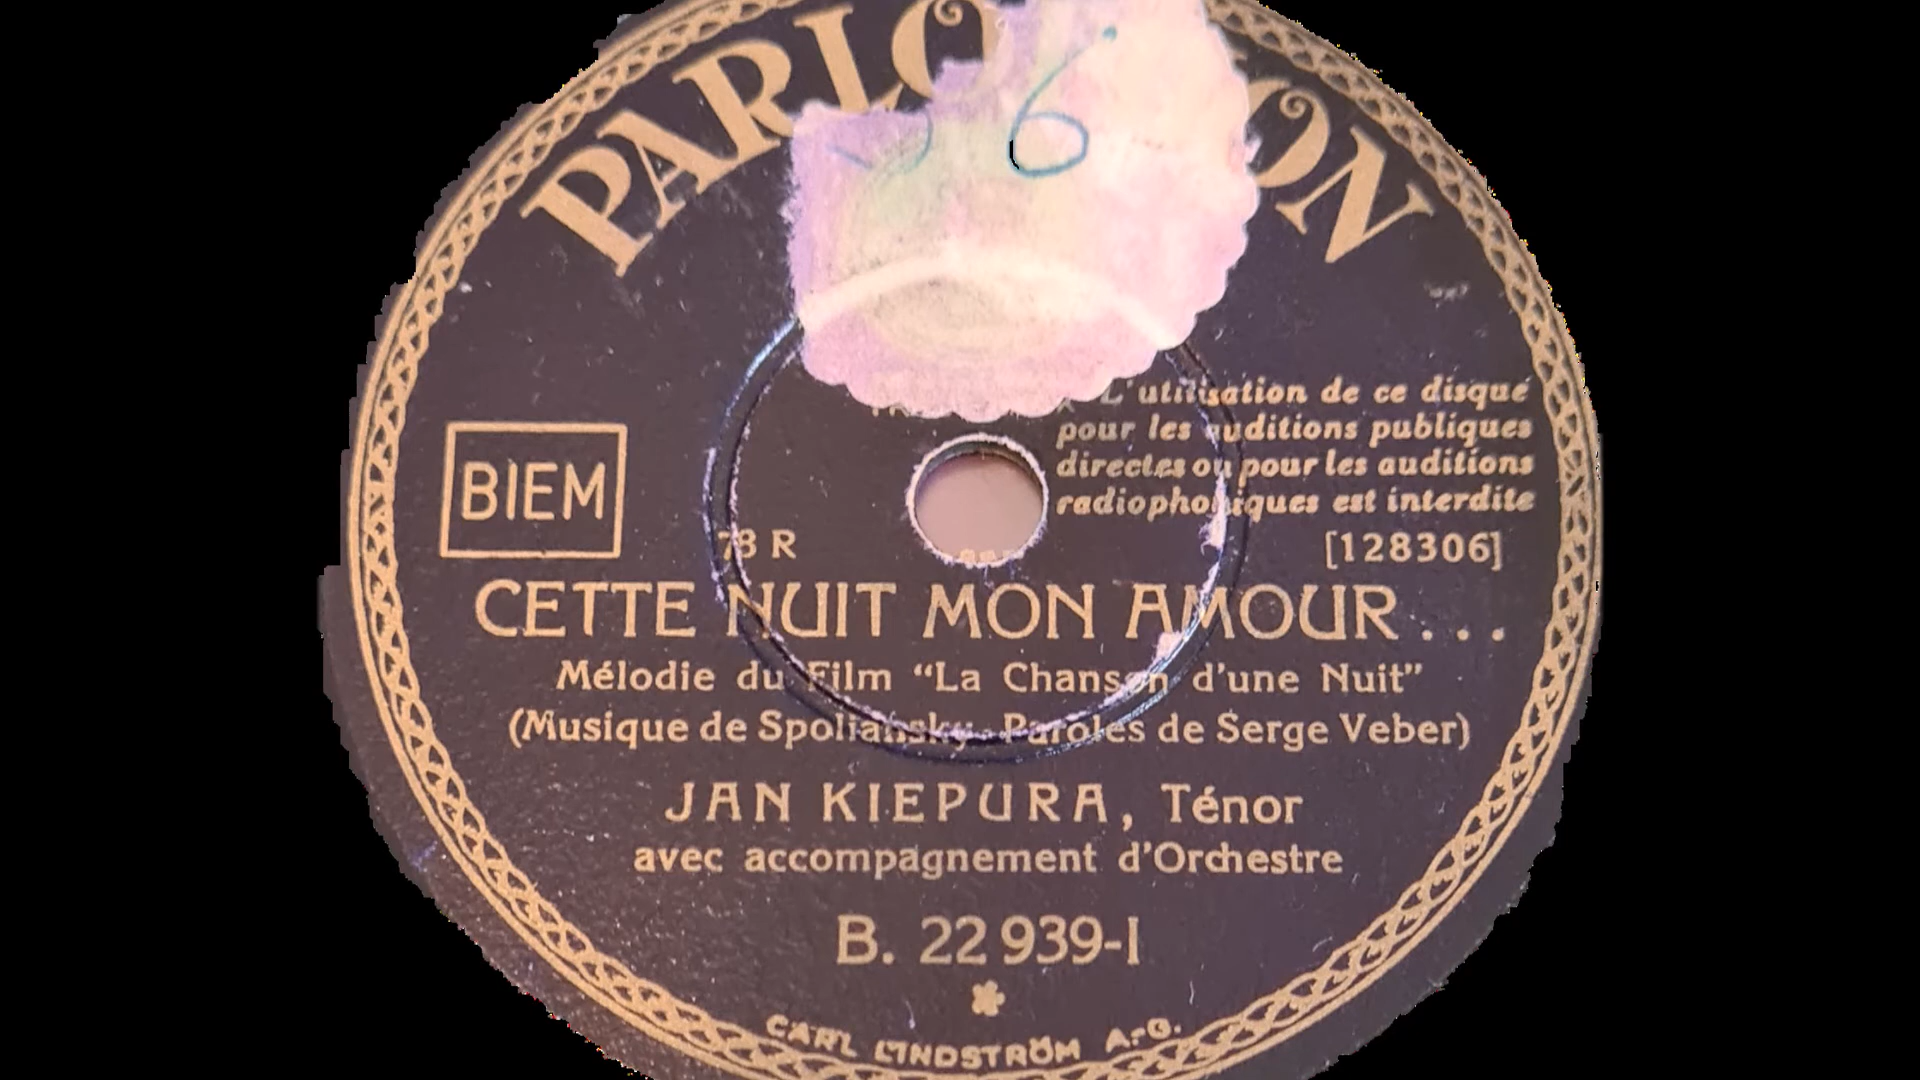 PARLO ON
6
L'utilisation de ce disque
pour les auditions publiques
directes ou pour les auditions
radiophoniques est interdite
BIEM
78 R
[128306]
CETTE NUIT MON AMOUR...
Mélodie du Film “La Chanson d'une Nuit”
(Musique de Spoliansky-Paroles de Serge Veber)
JAN KIEPURA, Ténor
avec accompagnement d'Orchestre
B. 22 939-I
CARL LINDSTRÖM A.-G.